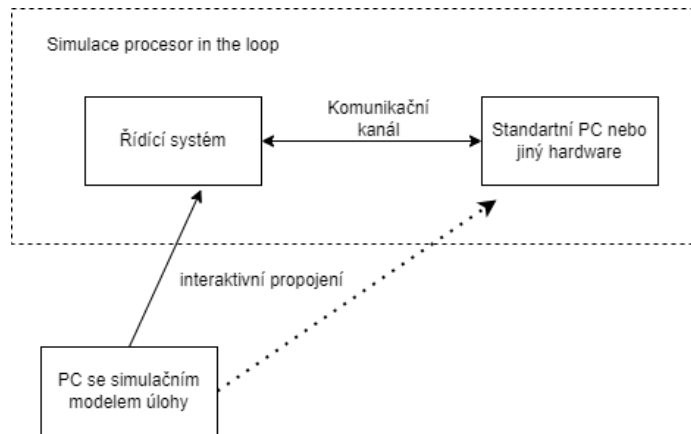 Simulace procesor in the loop
Komunikační
kanál
Řídící systém
Standartní PC nebo
jiný hardware
interaktivní propojení
PC se simulačním
modelem úlohy